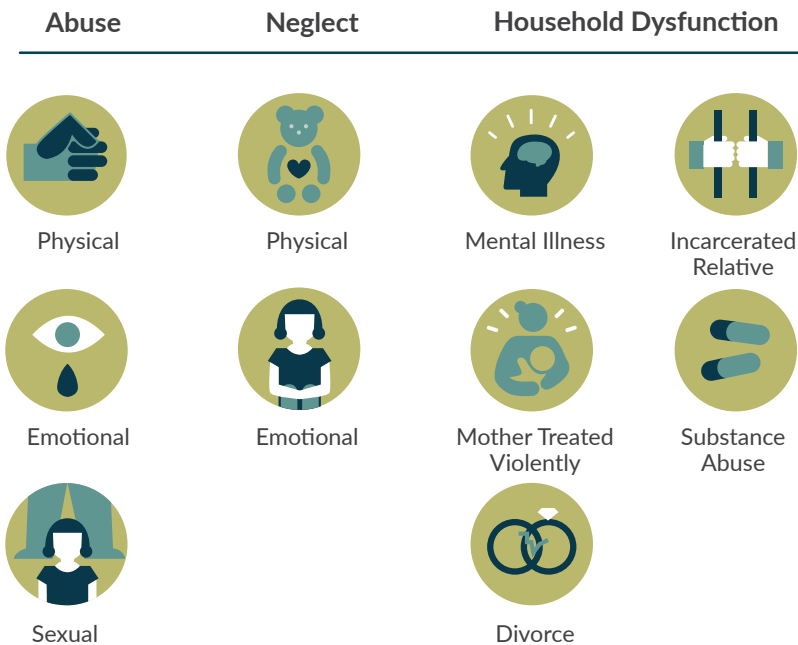 Abuse
Neglect
Household Dysfunction
Physical
Physical
Mental Illness
Incarcerated
Relative
Emotional
Emotional
Mother Treated
Violently
Substance
Abuse
Sexual
Divorce